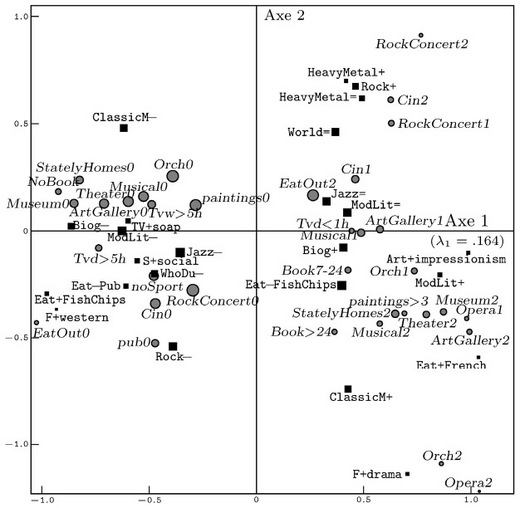 1.0
Axe 2
RockConcert2
HeavyMetal+
Rock+
HeavyMetal=
Cin2
ClassicM−
0.5
World=
RockConcert1
StatelyHomes0
Orch0
Cin1
NoBook
Theater0
Musical0
EatOut2
Jazz=
Museum0
ArtGallery0
Tvw>5h
paintings0
ModLit=
TV+soap
Tvd<1h
ArtGallery1
Axe 1
0
ModLit−
Musical1
(λ₁ = .164)
Tvd>5h
S+social
Jazz−
Biog+
Art+impressionism
WhoDu−
Book7-24
Orch1
ModLit+
Eat−Pub
noSport
Eat−FishChips
Eat+FishChips
RockConcert0
paintings>3
Museum2
F+western
Cin0
StatelyHomes2
Theater2
Opera1
EatOut0
Book>24
Musical2
ArtGallery2
−0.5
pub0
Rock−
Eat+French
ClassicM+
−1.0
Orch2
F+drama
Opera2
−1.0
−0.5
0
0.5
1.0